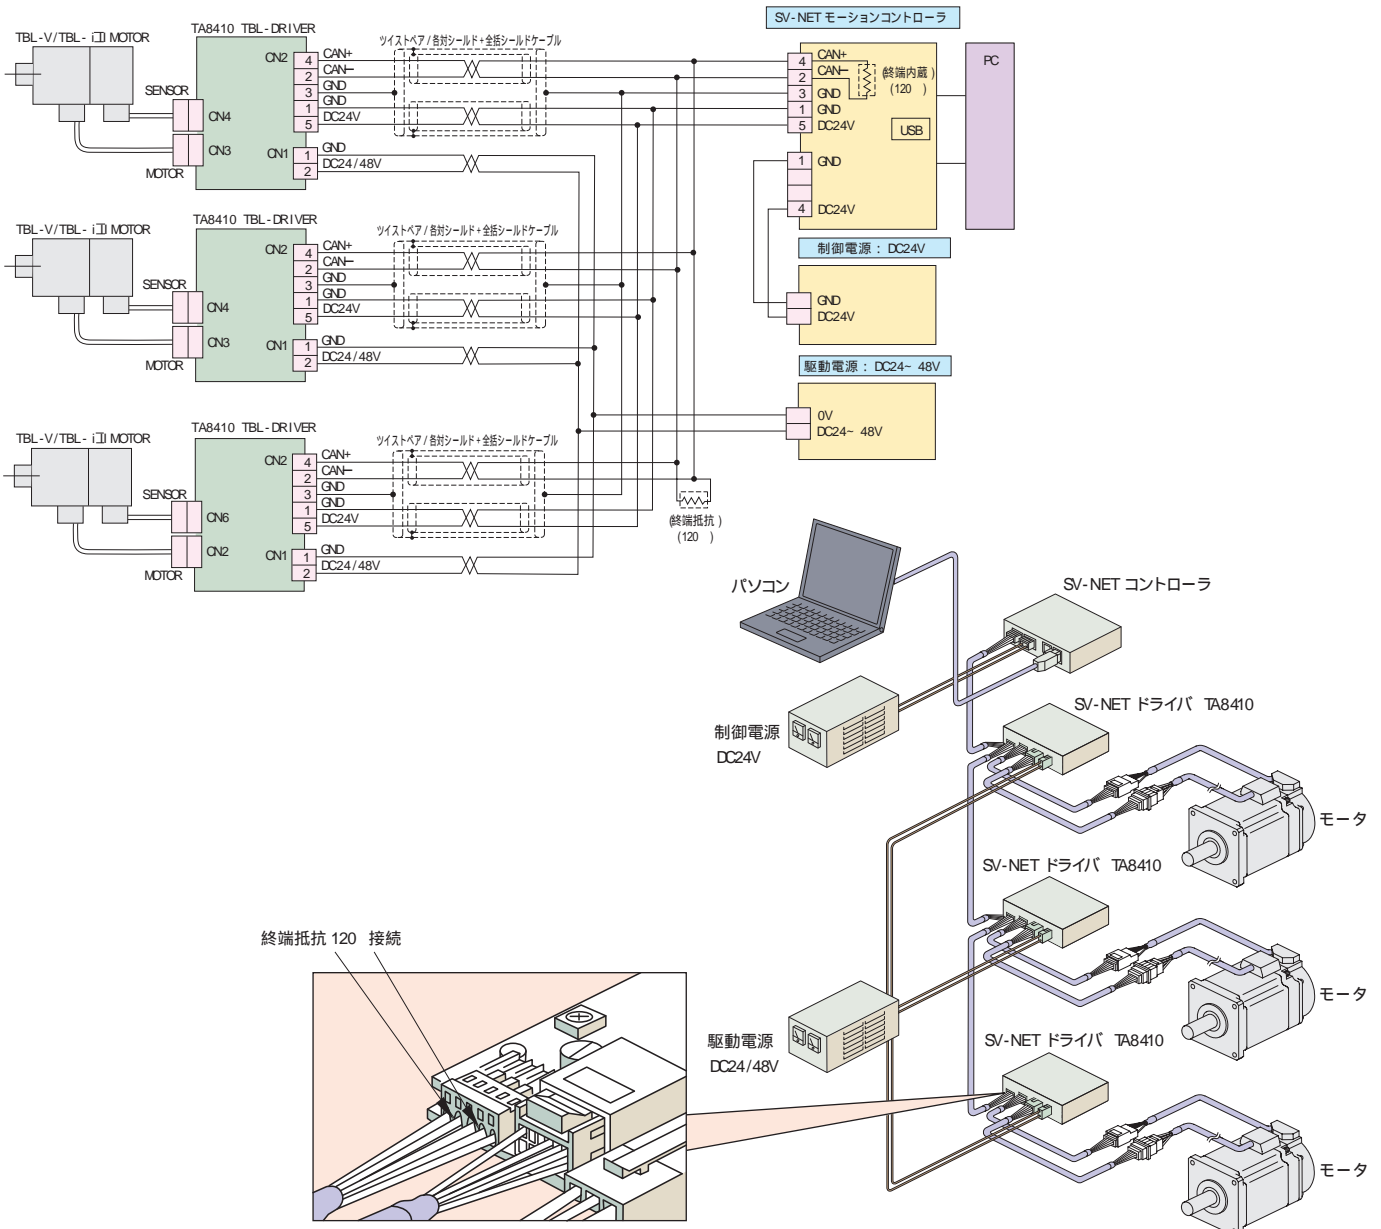 SV-NET モーションコントローラ
TA8410 TBL-DRIVER
TBL-V/TBL-iⅡ MOTOR
ツイストペア/各対シールド+全括シールドケーブル
CN2
4 CAN+
2 CAN−
3 GND
1 GND
5 DC24V
SENSOR
CN4
CN3
MOTOR
CN1
1 GND
2 DC24/48V
4 CAN+
2 CAN−
3 GND
1 GND
5 DC24V
(終端内蔵)
(120 )
USB
PC
1 GND
4 DC24V
TA8410 TBL-DRIVER
TBL-V/TBL-iⅡ MOTOR
ツイストペア/各対シールド+全括シールドケーブル
CN2
4 CAN+
2 CAN−
3 GND
1 GND
5 DC24V
SENSOR
CN4
CN3
MOTOR
CN1
1 GND
2 DC24/48V
制御電源:DC24V
GND
DC24V
駆動電源:DC24~48V
0V
DC24~48V
TA8410 TBL-DRIVER
TBL-V/TBL-iⅡ MOTOR
ツイストペア/各対シールド+全括シールドケーブル
CN2
4 CAN+
2 CAN−
3 GND
1 GND
5 DC24V
SENSOR
CN6
CN2
MOTOR
CN1
1 GND
2 DC24/48V
(終端抵抗)
(120 )
パソコン
SV-NET コントローラ
制御電源
DC24V
SV-NET ドライバ TA8410
モータ
SV-NET ドライバ TA8410
モータ
終端抵抗 120 接続
駆動電源
DC24/48V
SV-NET ドライバ TA8410
モータ